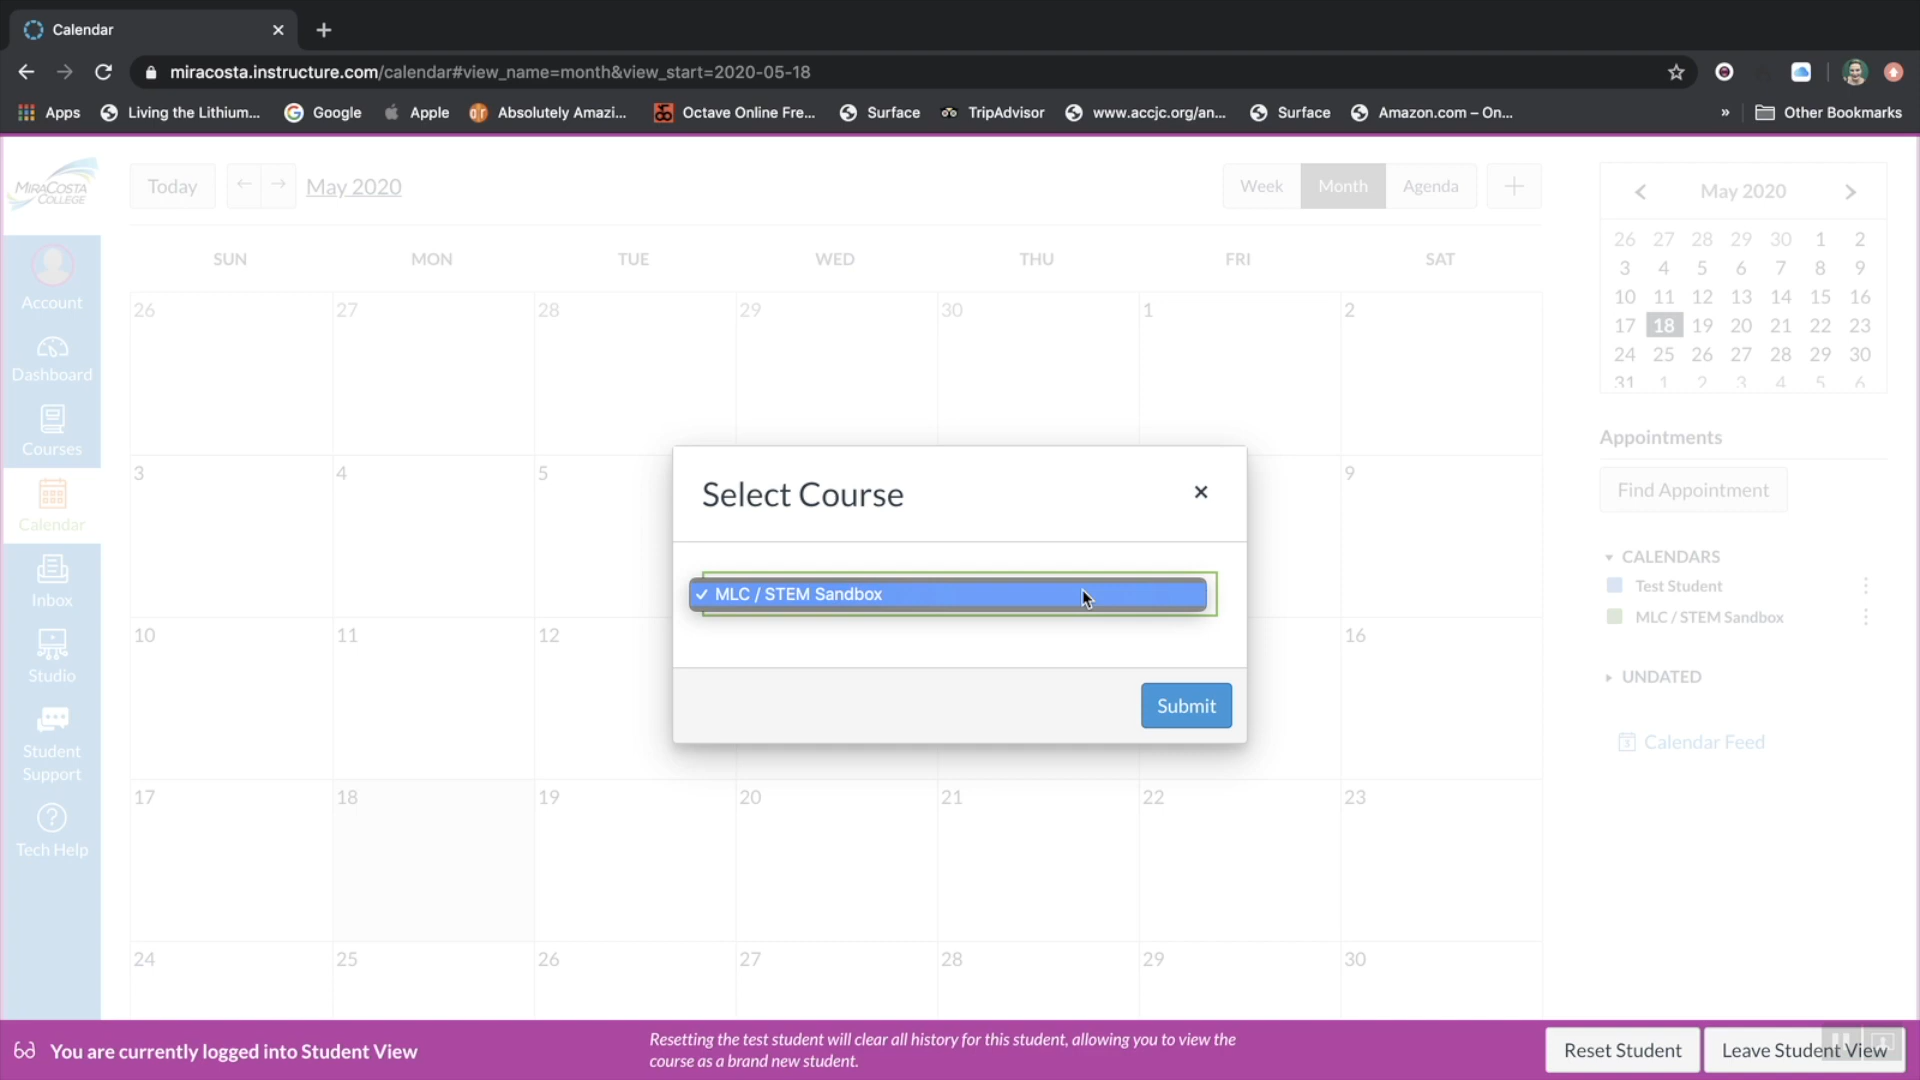 Calendar
miracosta.instructure.com/calendar#view_name=month&view_start=2020-05-18
Apps
Living the Lithium...
Google
Apple
Absolutely Amazi...
Octave Online Fre...
Surface
TripAdvisor
www.accjc.org/an...
Surface
Amazon.com – On...
»
Other Bookmarks
MIRACOSTA
COLLEGE
Account
Dashboard
Courses
Calendar
Inbox
Studio
Student
Support
Tech Help
Today
May 2020
Week Month Agenda
SUN MON TUE WED THU FRI SAT
26 27 28 29 30 1 2
3 4 5 9
10 11 12 16
17 18 19 20 21 22 23
24 25 26 27 28 29 30
Select Course
✓ MLC / STEM Sandbox
Submit
May 2020
26 27 28 29 30 1 2
3 4 5 6 7 8 9
10 11 12 13 14 15 16
17 18 19 20 21 22 23
24 25 26 27 28 29 30
31 1 2 3 4 5 6
Appointments
Find Appointment
CALENDARS
Test Student
MLC / STEM Sandbox
UNDATED
Calendar Feed
You are currently logged into Student View
Resetting the test student will clear all history for this student, allowing you to view the
course as a brand new student.
Reset Student
Leave Student View